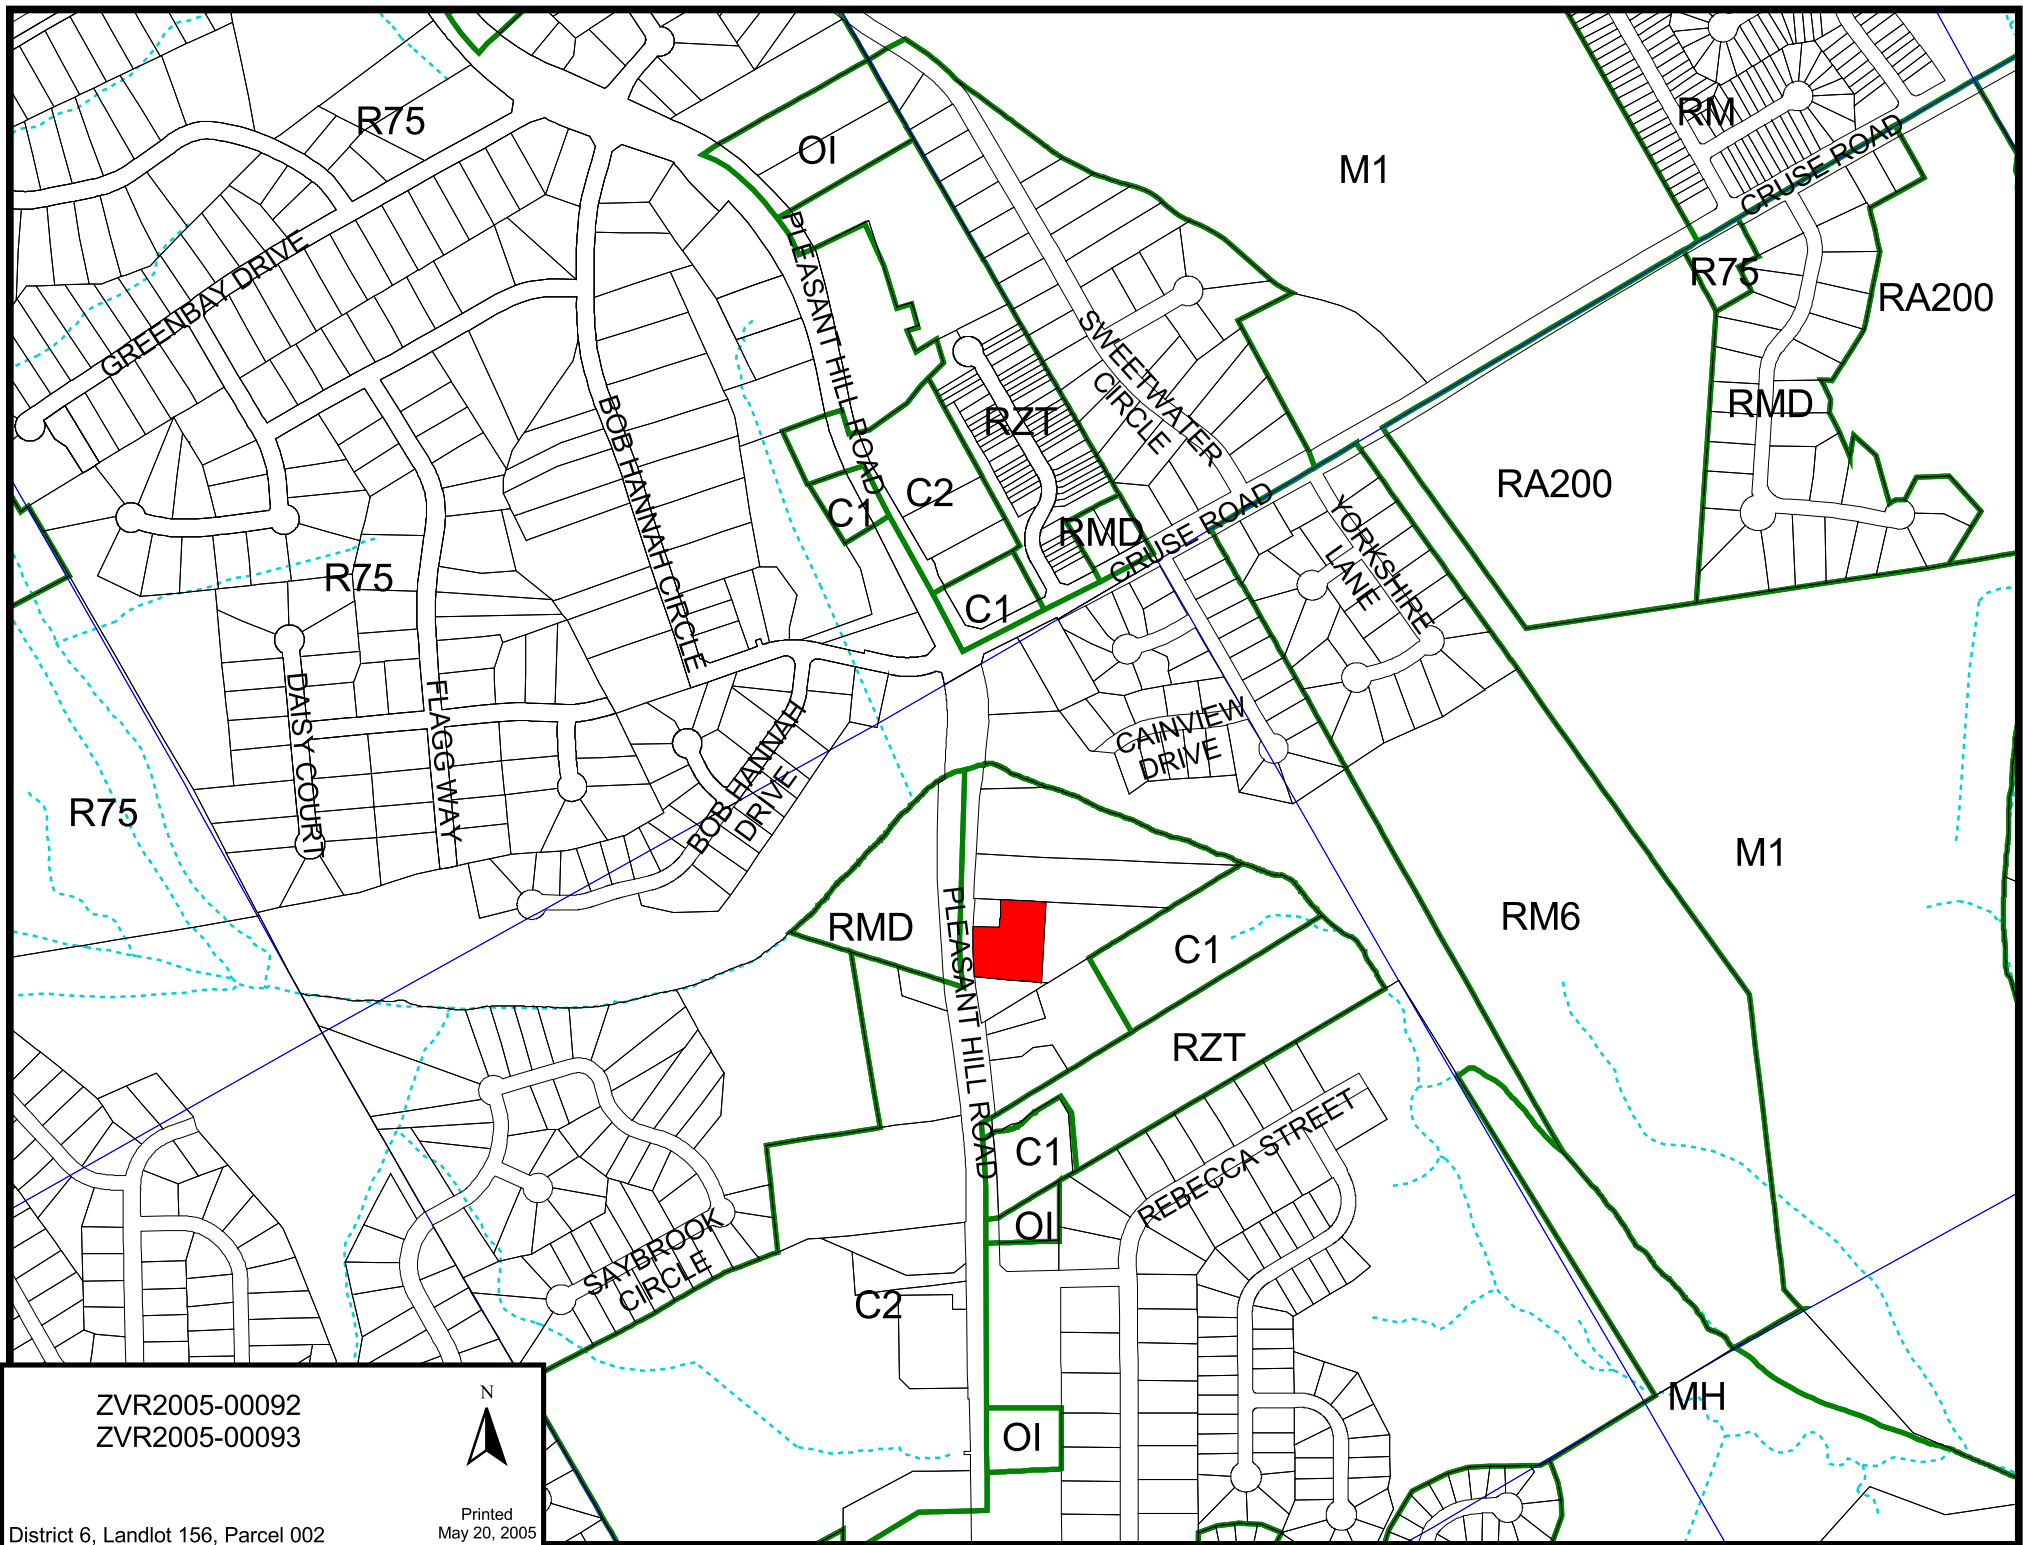 R75
OI
M1
RM
CRUSE ROAD
GREENBAY DRIVE
PLEASANT HILL ROAD
R75
RA200
SWEETWATER
CIRCLE
RMD
BOB HANNAH CIRCLE
RZT
C2
C1
RA200
RMD
CRUSE ROAD
YORKSHIRE
LANE
R75
C1
DAISY COURT
FLAGG WAY
BOB HANNAH
DRIVE
CAINVIEW
DRIVE
R75
M1
RMD
PLEASANT HILL ROAD
C1
RM6
RZT
C1
REBECCA STREET
OI
SAYBROOK
CIRCLE
C2
MH
OI
ZVR2005-00092
ZVR2005-00093
N
Printed
May 20, 2005
District 6, Landlot 156, Parcel 002